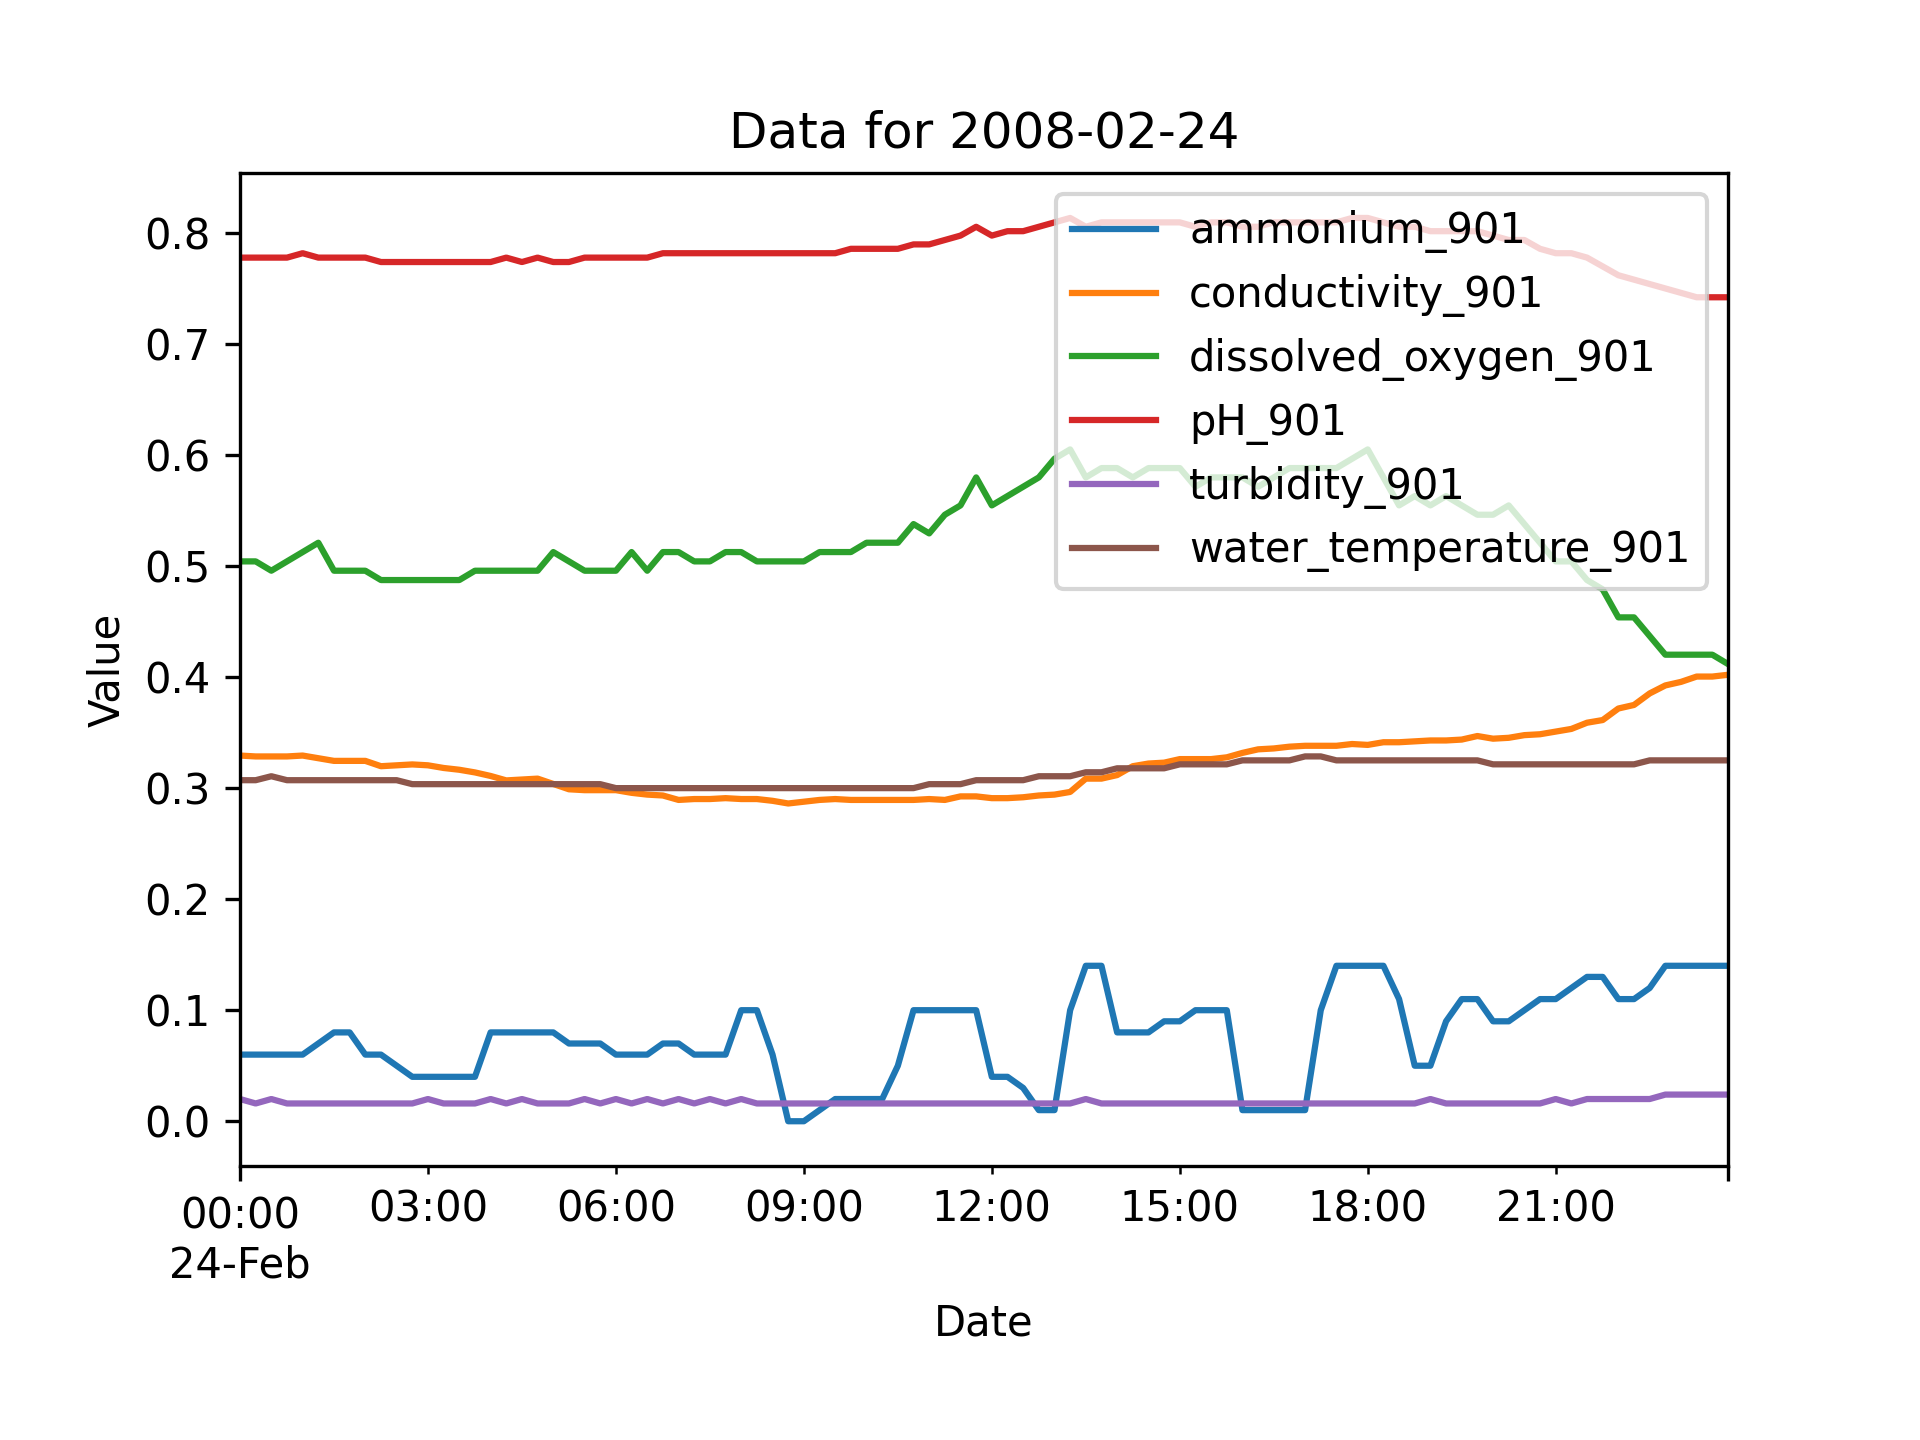 Data for 2008-02-24
ammonium_901
conductivity_901
dissolved_oxygen_901
pH_901
turbidity_901
water_temperature_901
Value
0.8
0.7
0.6
0.5
0.4
0.3
0.2
0.1
0.0
00:00 03:00 06:00 09:00 12:00 15:00 18:00 21:00
24-Feb
Date